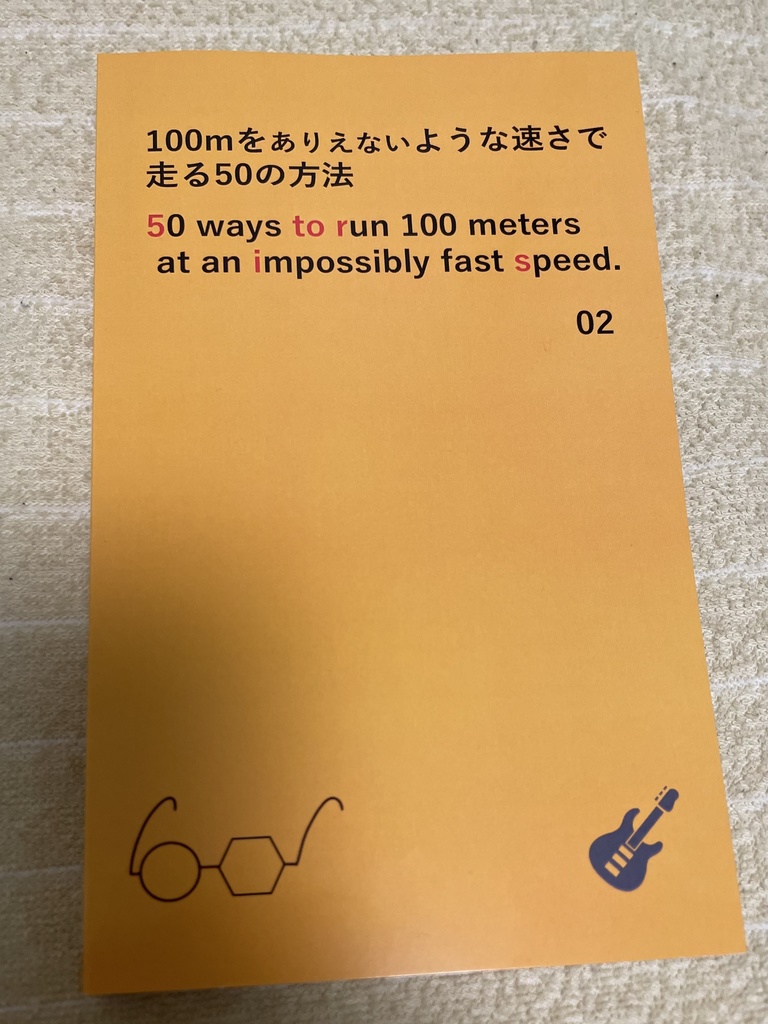 100mをありえないような速さで
走る50の方法
50 ways to run 100 meters
at an impossibly fast speed.
02